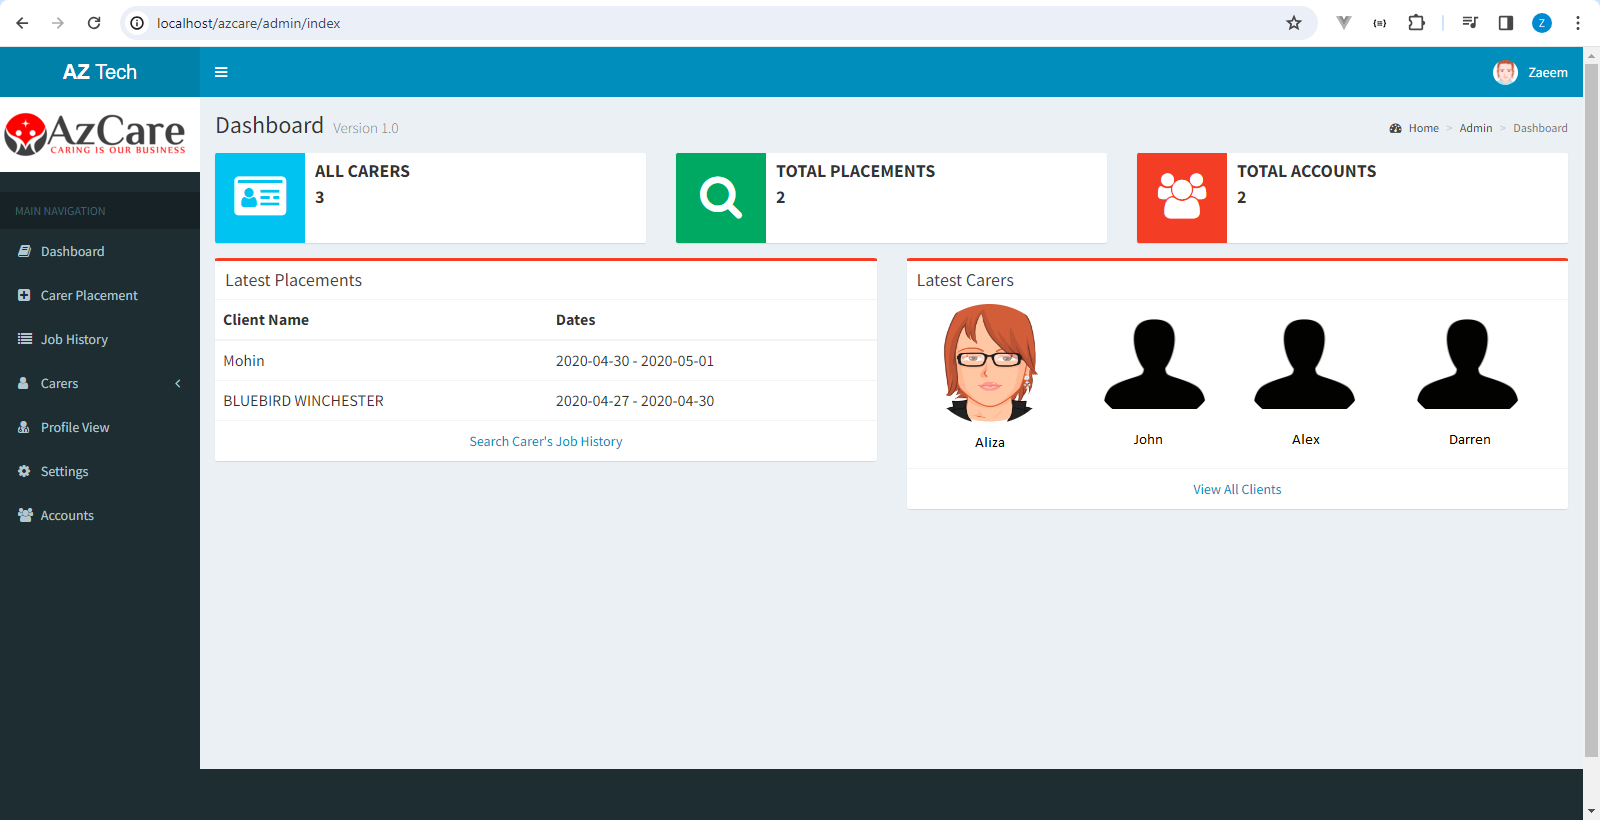 localhost/azcare/admin/index
Z
AZ Tech
Zaeem
AzCare
CARING IS OUR BUSINESS
Dashboard Version 1.0
Home > Admin > Dashboard
ALL CARERS
3
TOTAL PLACEMENTS
2
TOTAL ACCOUNTS
2
MAIN NAVIGATION
Dashboard
Carer Placement
Job History
Carers
Profile View
Settings
Accounts
Latest Placements
Client Name Dates
Mohin 2020-04-30 - 2020-05-01
BLUEBIRD WINCHESTER 2020-04-27 - 2020-04-30
Search Carer's Job History
Latest Carers
Aliza John Alex Darren
View All Clients